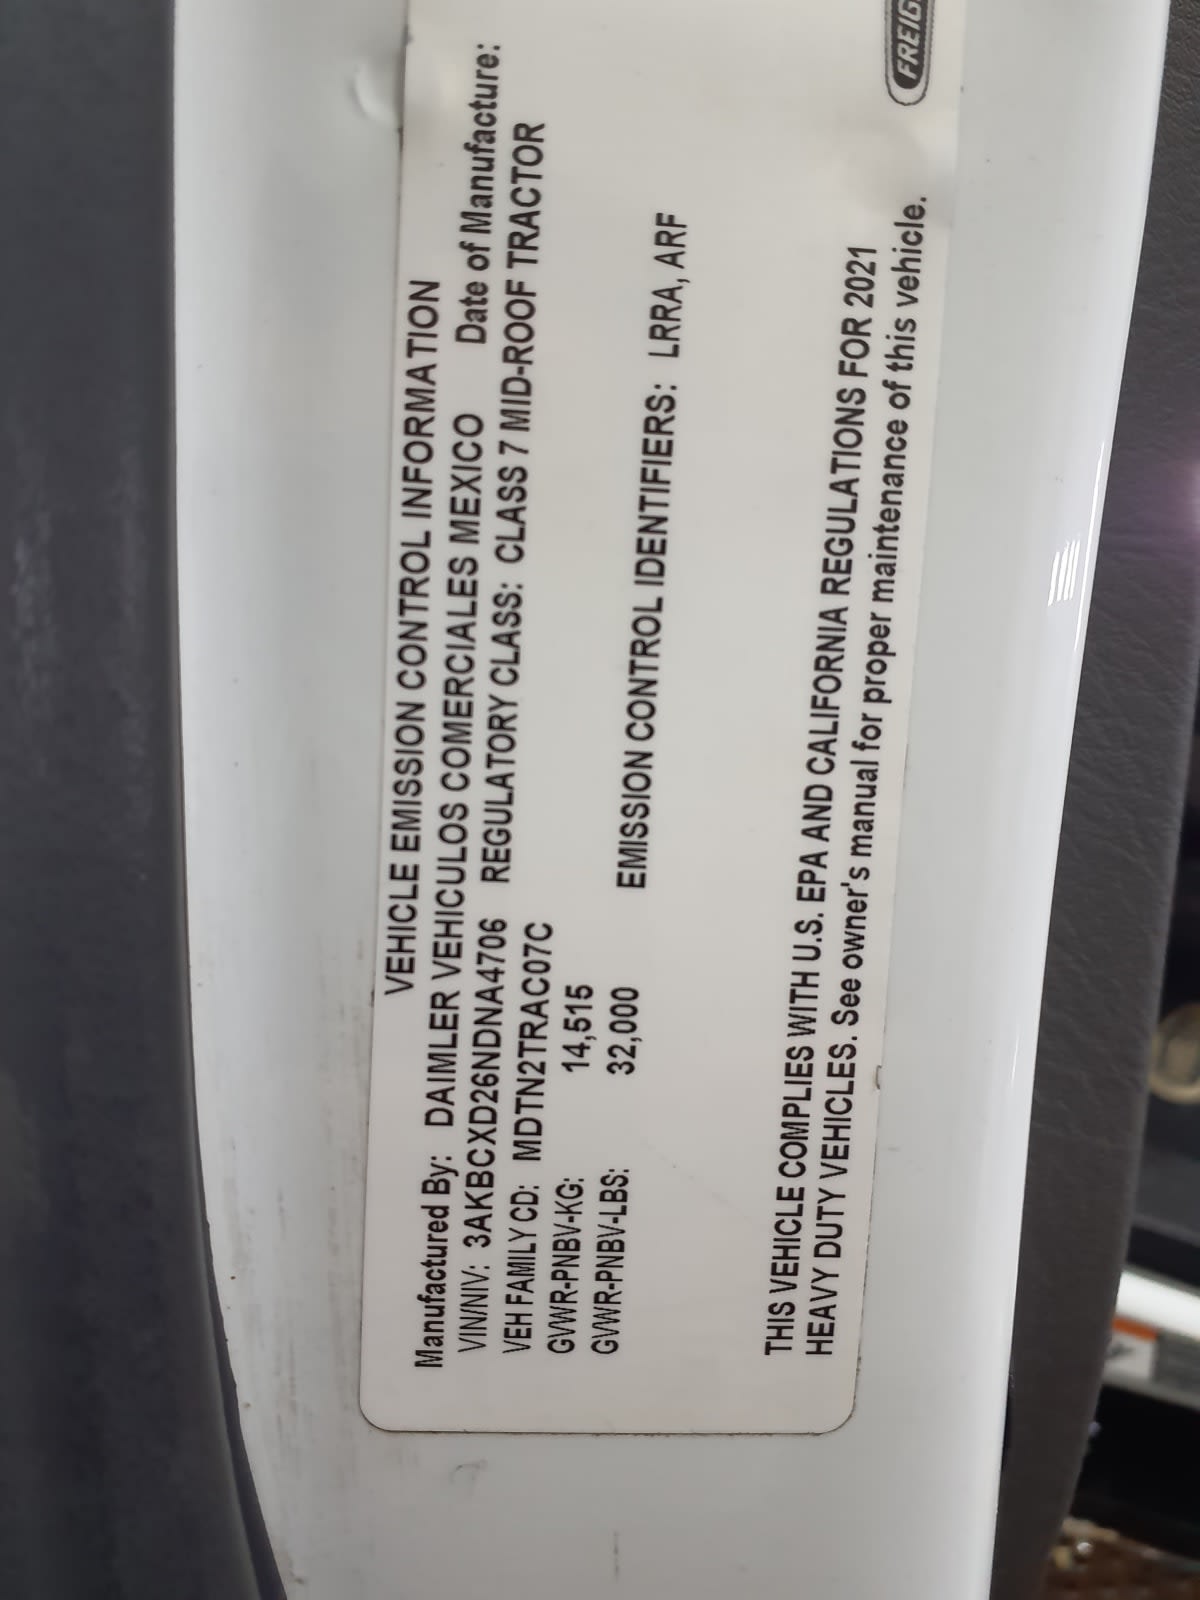 VEHICLE EMISSION CONTROL INFORMATION
Manufactured By: DAIMLER VEHICULOS COMERCIALES MEXICO Date of Manufacture:
VIN/NIV: 3AKBCXD26NDNA4706 REGULATORY CLASS: CLASS 7 MID-ROOF TRACTOR
VEH FAMILY CD: MDTN2TRAC07C
GVWR-PNBV-KG: 14,515
GVWR-PNBV-LBS: 32,000 EMISSION CONTROL IDENTIFIERS: LRRA, ARF
THIS VEHICLE COMPLIES WITH U.S. EPA AND CALIFORNIA REGULATIONS FOR 2021
HEAVY DUTY VEHICLES. See owner's manual for proper maintenance of this vehicle.